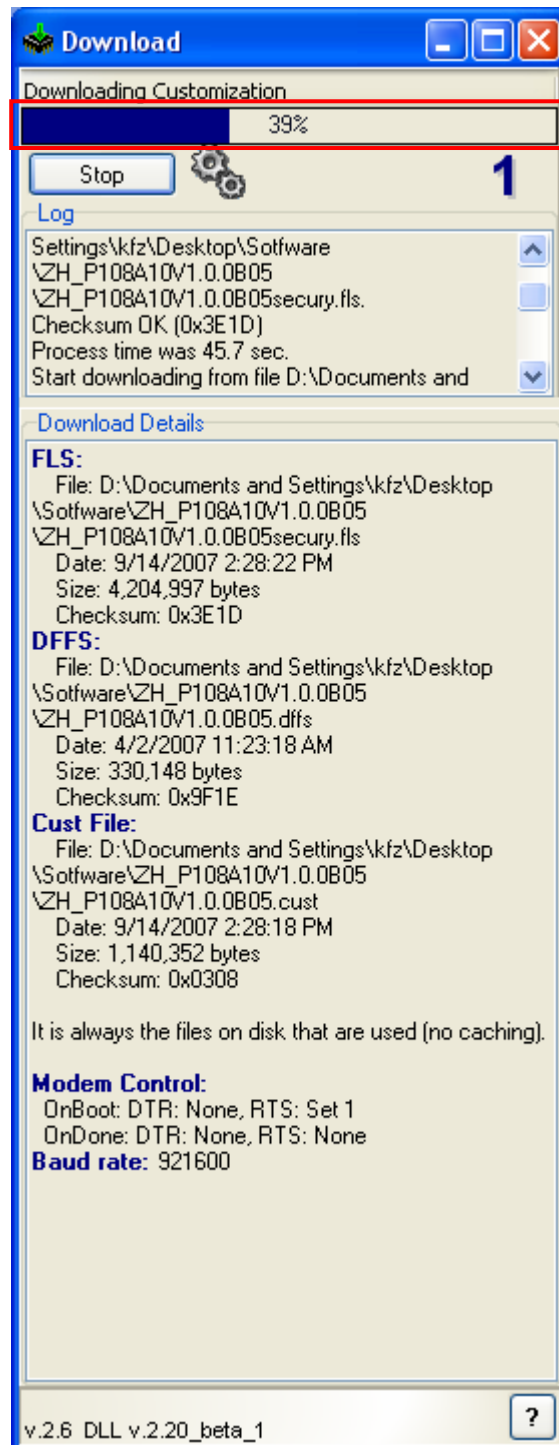 Download
Downloading Customization
39%
Stop
1
Log
Settings\kfz\Desktop\Sotfware
\ZH_P108A10V1.0.0B05
\ZH_P108A10V1.0.0B05secury.fls.
Checksum OK (0x3E1D)
Process time was 45.7 sec.
Start downloading from file D:\Documents and
Download Details
FLS:
File: D:\Documents and Settings\kfz\Desktop
\Sotfware\ZH_P108A10V1.0.0B05
\ZH_P108A10V1.0.0B05secury.fls
Date: 9/14/2007 2:28:22 PM
Size: 4,204,997 bytes
Checksum: 0x3E1D
DFFS:
File: D:\Documents and Settings\kfz\Desktop
\Sotfware\ZH_P108A10V1.0.0B05
\ZH_P108A10V1.0.0B05.dffs
Date: 4/2/2007 11:23:18 AM
Size: 330,148 bytes
Checksum: 0x9F1E
Cust File:
File: D:\Documents and Settings\kfz\Desktop
\Sotfware\ZH_P108A10V1.0.0B05
\ZH_P108A10V1.0.0B05.cust
Date: 9/14/2007 2:28:18 PM
Size: 1,140,352 bytes
Checksum: 0x0308
It is always the files on disk that are used (no caching).
Modem Control:
OnBoot: DTR: None, RTS: Set 1
OnDone: DTR: None, RTS: None
Baud rate: 921600
v.2.6 DLL v.2.20_beta_1
?